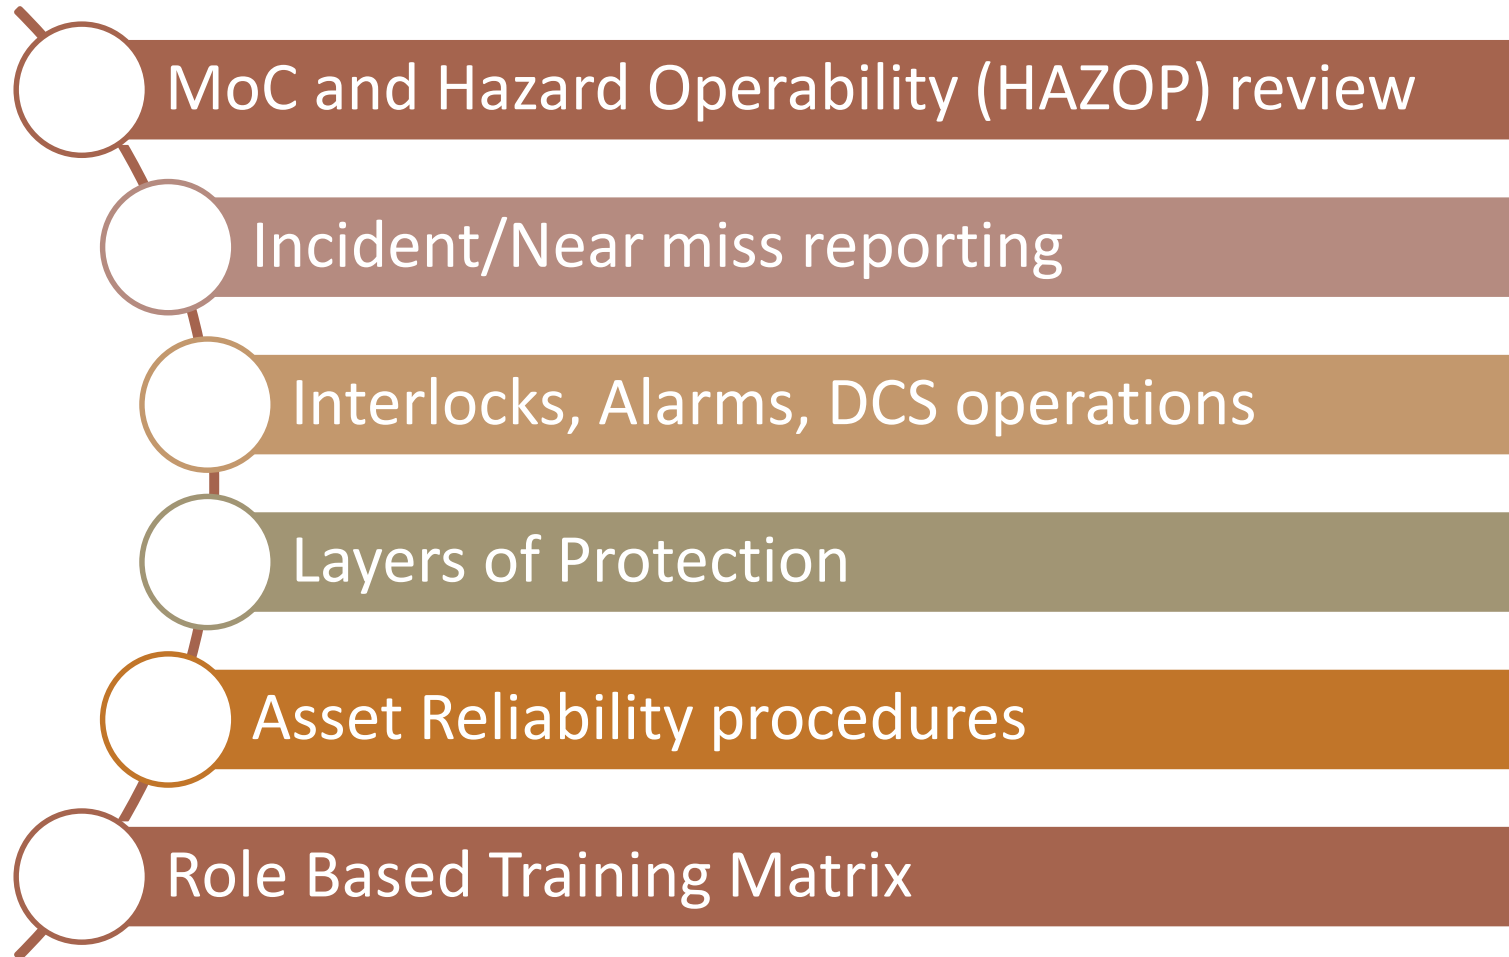 MoC and Hazard Operability (HAZOP) review
Incident/Near miss reporting
Interlocks, Alarms, DCS operations
Layers of Protection
Asset Reliability procedures
Role Based Training Matrix